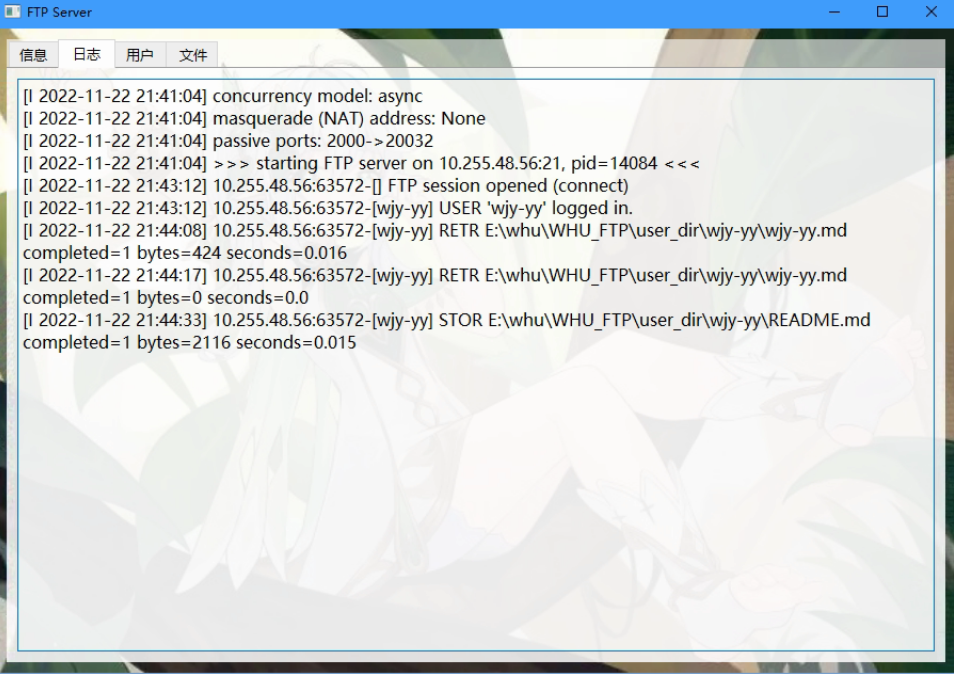 FTP Server
信息 日志 用户 文件
[I 2022-11-22 21:41:04] concurrency model: async
[I 2022-11-22 21:41:04] masquerade (NAT) address: None
[I 2022-11-22 21:41:04] passive ports: 2000->20032
[I 2022-11-22 21:41:04] >>> starting FTP server on 10.255.48.56:21, pid=14084 <<<
[I 2022-11-22 21:43:12] 10.255.48.56:63572-[] FTP session opened (connect)
[I 2022-11-22 21:43:12] 10.255.48.56:63572-[wjy-yy] USER 'wjy-yy' logged in.
[I 2022-11-22 21:44:08] 10.255.48.56:63572-[wjy-yy] RETR E:\whu\WHU_FTP\user_dir\wjy-yy\wjy-yy.md
completed=1 bytes=424 seconds=0.016
[I 2022-11-22 21:44:17] 10.255.48.56:63572-[wjy-yy] RETR E:\whu\WHU_FTP\user_dir\wjy-yy\wjy-yy.md
completed=1 bytes=0 seconds=0.0
[I 2022-11-22 21:44:33] 10.255.48.56:63572-[wjy-yy] STOR E:\whu\WHU_FTP\user_dir\wjy-yy\README.md
completed=1 bytes=2116 seconds=0.015